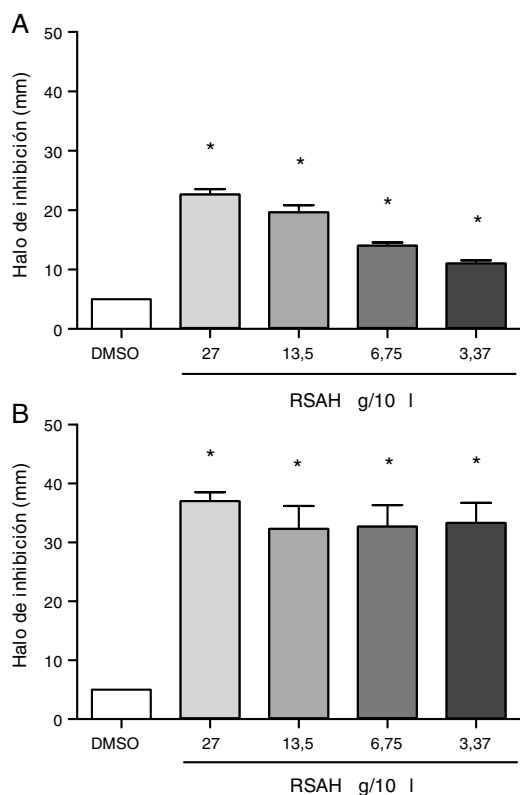 A
Halo de inhibición (mm)
50
40
30
20
10
0
* * * *
DMSO 27 13,5 6,75 3,37
RSAH g/10 l
B
Halo de inhibición (mm)
50
40
30
20
10
0
* * * *
DMSO 27 13,5 6,75 3,37
RSAH g/10 l